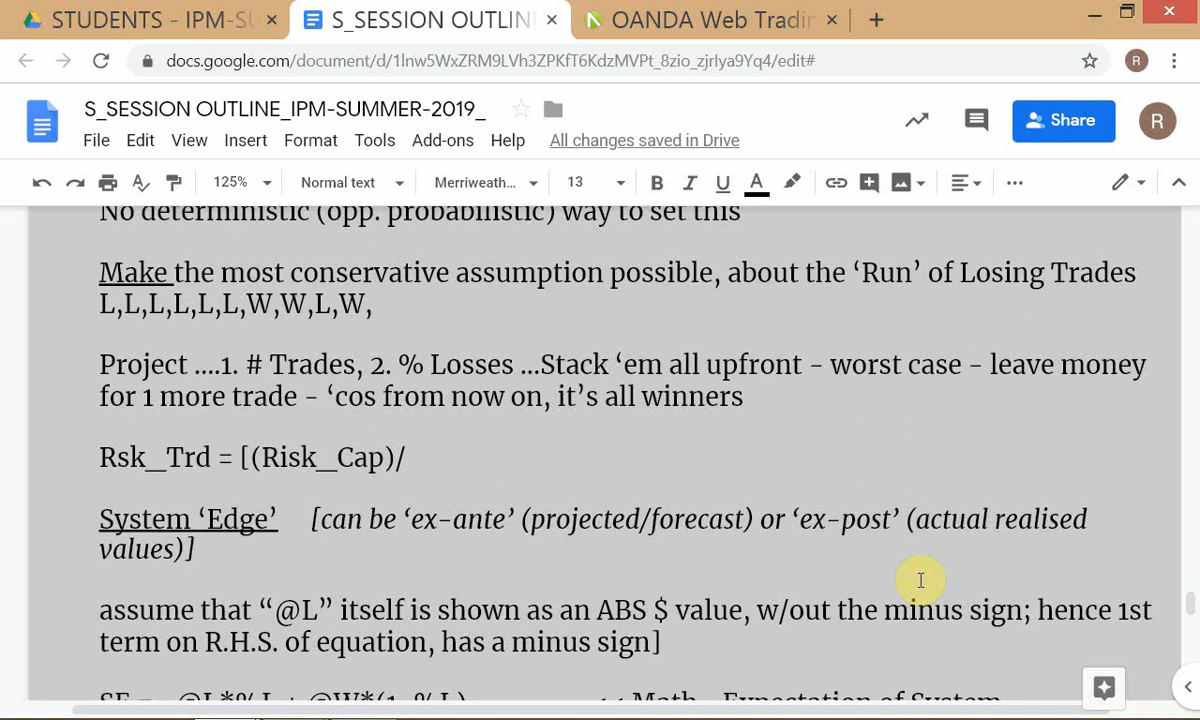 STUDENTS - IPM-SU
S_SESSION OUTLIN
OANDA Web Tradin
docs.google.com/document/d/1lnw5WxZRM9LVh3ZPKfT6KdzMVPt_8zio_zjrIya9Yq4/edit#
R
S_SESSION OUTLINE_IPM-SUMMER-2019_
File Edit View Insert Format Tools Add-ons Help All changes saved in Drive
Share
R
125% Normal text Merriweath... 13 B I U A
No deterministic (opp. probabilistic) way to set this
Make the most conservative assumption possible, about the ‘Run’ of Losing Trades
L,L,L,L,L,L,W,W,L,W,
Project ....1. # Trades, 2. % Losses ...Stack ‘em all upfront - worst case - leave money
for 1 more trade - ‘cos from now on, it’s all winners
Rsk_Trd = [(Risk_Cap)/
System ‘Edge’ [can be ‘ex-ante’ (projected/forecast) or ‘ex-post’ (actual realised
values)]
assume that “@L” itself is shown as an ABS $ value, w/out the minus sign; hence 1st
term on R.H.S. of equation, has a minus sign]